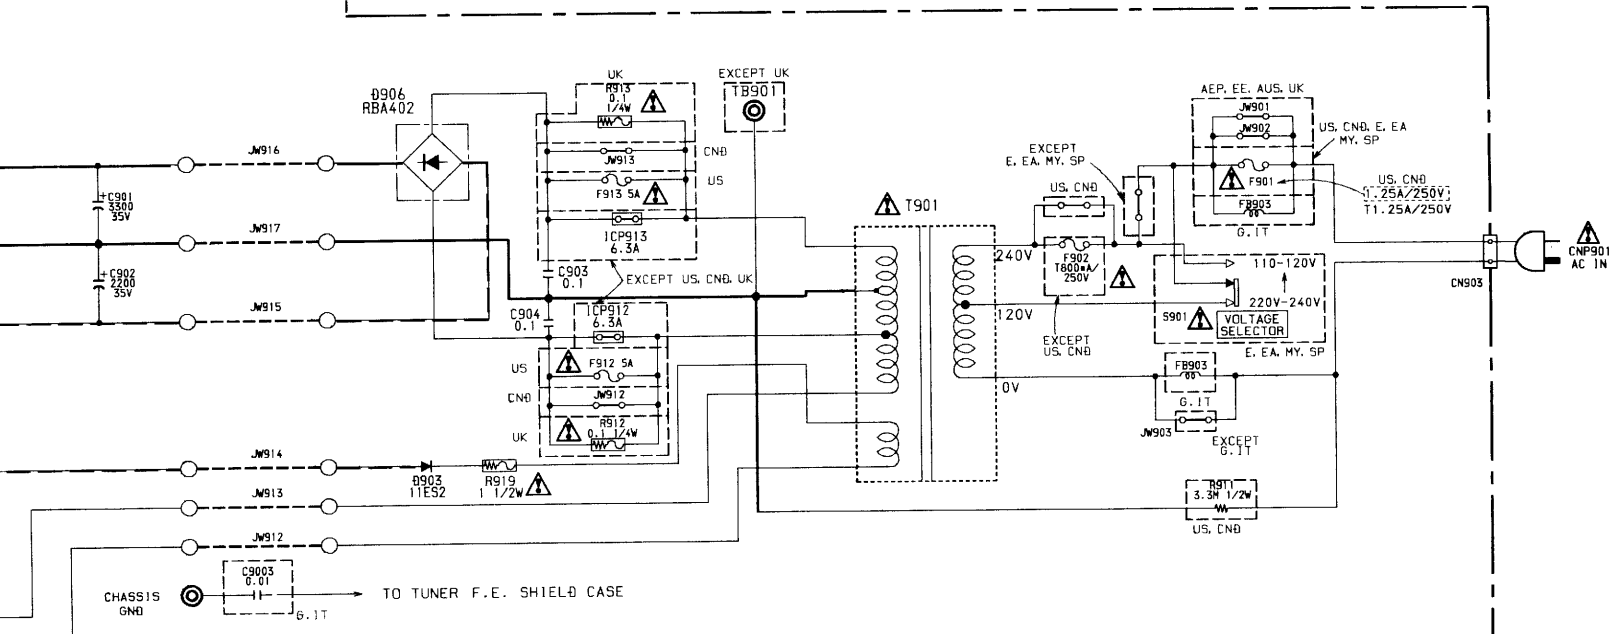 UK
R913
0.1
1/4W
EXCEPT UK
TB901
D906
RBA402
AEP, EE, AUS, UK
JW901
JW902
US, CND, E, EA
MY, SP
JW916
JW913
CND
EXCEPT
E, EA, MY, SP
US
F913 5A
F901
US, CND
1.25A/250V
T1.25A/250V
US, CND
C901
3300
35V
T901
FB903
G.IT
JW917
ICP913
6.3A
CNP901
AC IN
240V
F902
T800mA/
250V
110-120V
C902
2200
35V
C903
0.1
EXCEPT US, CND, UK
CN903
220V-240V
JW915
C904
0.1
ICP912
6.3A
120V
S901
VOLTAGE
SELECTOR
EXCEPT
US, CND
E, EA, MY, SP
US
F912 5A
FB903
G.IT
0V
CND
JW912
R912
0.1 1/4W
UK
JW903
EXCEPT
G.IT
JW914
D903
11ES2
R919
1 1/2W
R911
3.3M 1/2W
US, CND
JW913
JW912
C9003
0.01
CHASSIS
GND
TO TUNER F.E. SHIELD CASE
G.IT